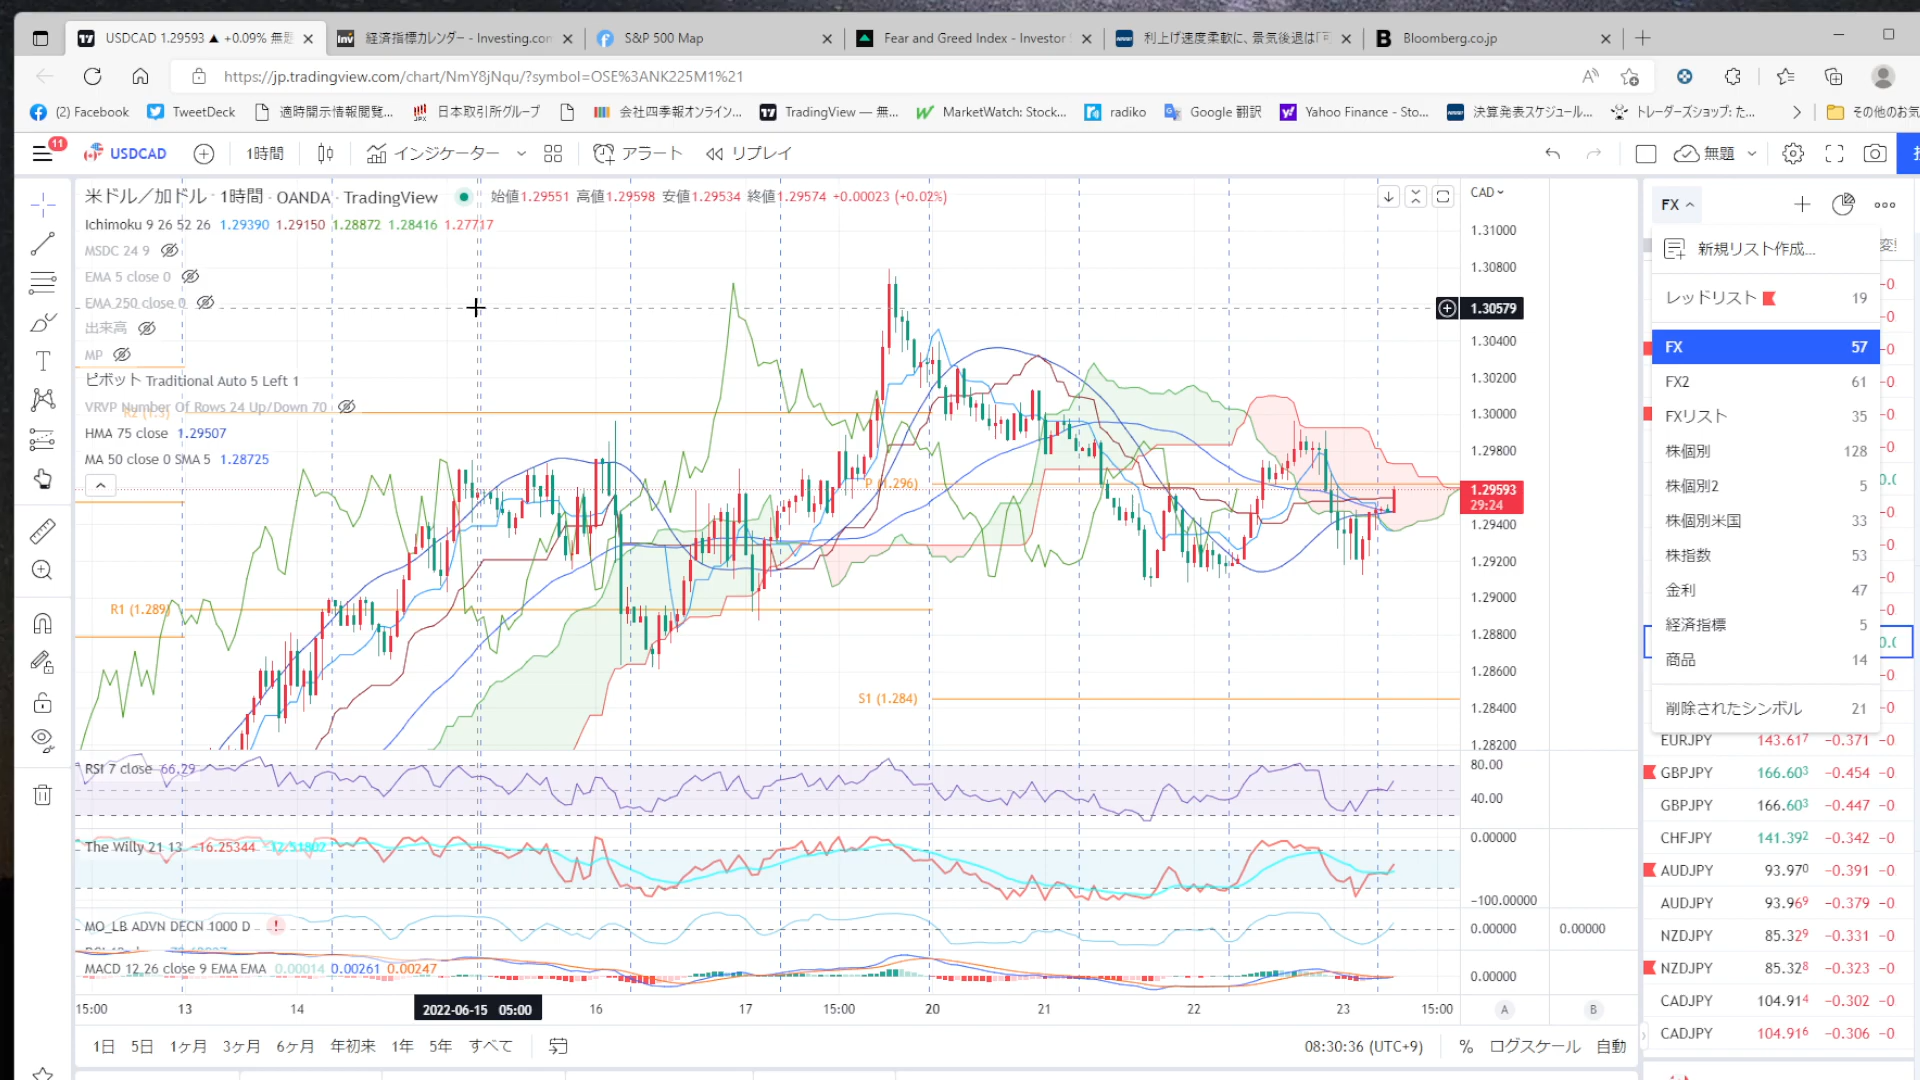 USDCAD 1.29593 ▲ +0.09% 無題
経済指標カレンダー - Investing.com
S&P 500 Map
Fear and Greed Index - Investor
利上げ速度柔軟に、景気後退は「可
Bloomberg.co.jp
https://jp.tradingview.com/chart/NmY8jNqu/?symbol=OSE%3ANK225M1%21
(2) Facebook
TweetDeck
適時開示情報閲覧...
日本取引所グループ
会社四季報オンライン...
TradingView — 無...
MarketWatch: Stock...
radiko
Google 翻訳
Yahoo Finance - Sto...
決算発表スケジュール...
トレーダーズショップ: た...
その他のお気
11
USDCAD
1時間
インジケーター
アラート
リプレイ
無題
米ドル／加ドル · 1時間 · OANDA · TradingView
始値1.29551 高値1.29598 安値1.29534 終値1.29574 +0.00023 (+0.02%)
CAD
Ichimoku 9 26 52 26 1.29390 1.29150 1.28872 1.28416 1.27717
MSDC 24 9
EMA 5 close 0
EMA 250 close 0
出来高
MP
ピボット Traditional Auto 5 Left 1
VRVP Number Of Rows 24 Up/Down 70
HMA 75 close 1.29507
MA 50 close 0 SMA 5 1.28725
R1 (1.289)
P (1.296)
S1 (1.284)
1.31000
1.30800
1.30579
1.30400
1.30200
1.30000
1.29800
1.29593
29:24
1.29400
1.29200
1.29000
1.28800
1.28600
1.28400
1.28200
RSI 7 close 66.29
80.00
40.00
The Willy 21 13 -16.25344
0.00000
-100.00000
MO_LB ADVN DECN 1000 D
0.00000
0.00000
MACD 12 26 close 9 EMA EMA 0.00014 0.00261 0.00247
0.00000
15:00
13
14
2022-06-15 05:00
16
17
15:00
20
21
22
23
15:00
A
B
1日
5日
1ヶ月
3ヶ月
6ヶ月
年初来
1年
5年
すべて
08:30:36 (UTC+9)
%
ログスケール
自動
FX
新規リスト作成...
レッドリスト 19
FX 57
FX2 61
FXリスト 35
株個別 128
株個別2 5
株個別米国 33
株指数 53
金利 47
経済指標 5
商品 14
削除されたシンボル 21
EURJPY 143.617 -0.371 -0
GBPJPY 166.603 -0.454 -0
GBPJPY 166.603 -0.447 -0
CHFJPY 141.392 -0.342 -0
AUDJPY 93.970 -0.391 -0
AUDJPY 93.969 -0.379 -0
NZDJPY 85.329 -0.331 -0
NZDJPY 85.328 -0.323 -0
CADJPY 104.914 -0.302 -0
CADJPY 104.916 -0.306 -0